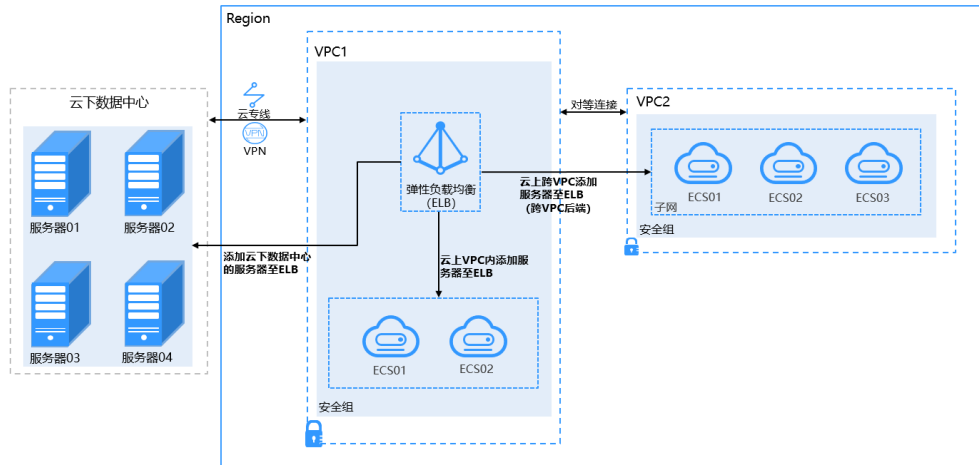 Region
VPC1
云下数据中心
服务器01
服务器02
服务器03
服务器04
云专线
VPN
VPN
弹性负载均衡
(ELB)
添加云下数据中心
的服务器至ELB
云上VPC内添加服
务器至ELB
ECS01
ECS02
安全组
对等连接
云上跨VPC添加
服务器至ELB
(跨VPC后端)
VPC2
ECS01
ECS02
ECS03
子网
安全组